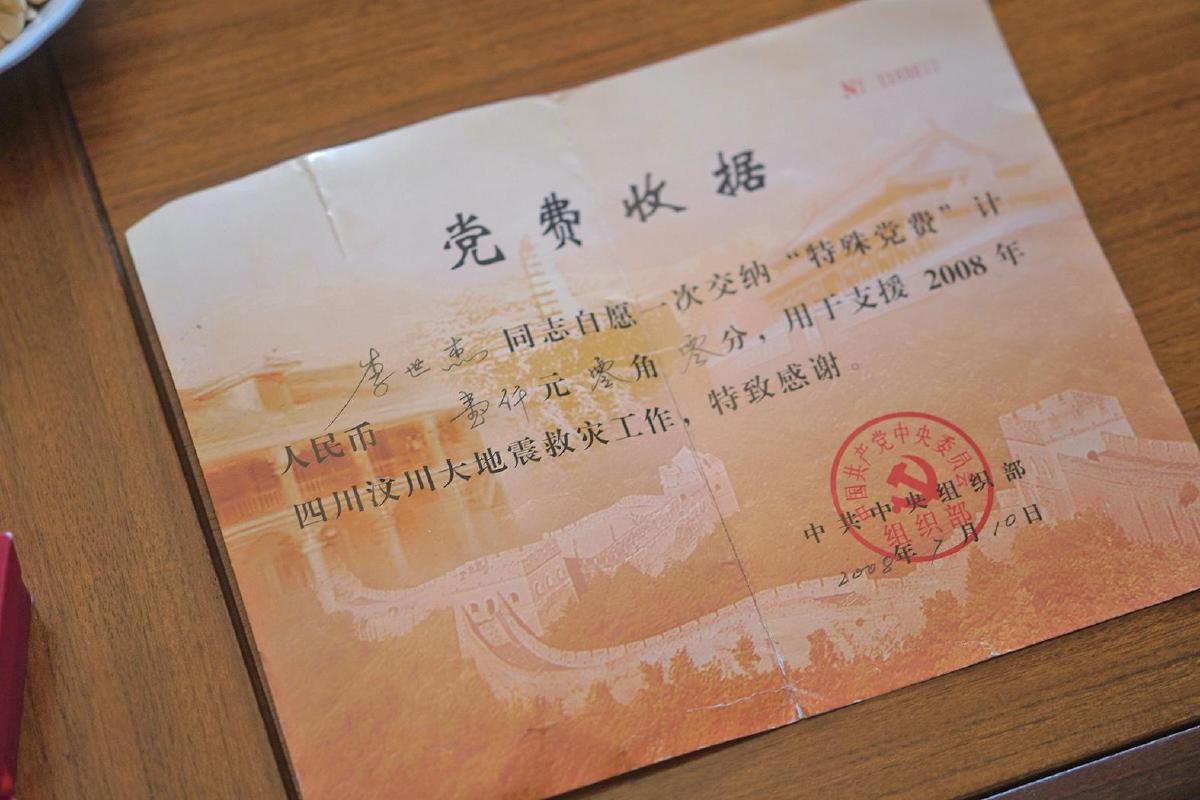 党费收据
李世杰 同志自愿一次交纳“特殊党费”计
人民币 壹仟元零角零分，用于支援 2008年
四川汶川大地震救灾工作，特致感谢。
中国共产党中央委员会
组织部
中共中央组织部
2008年7月10日